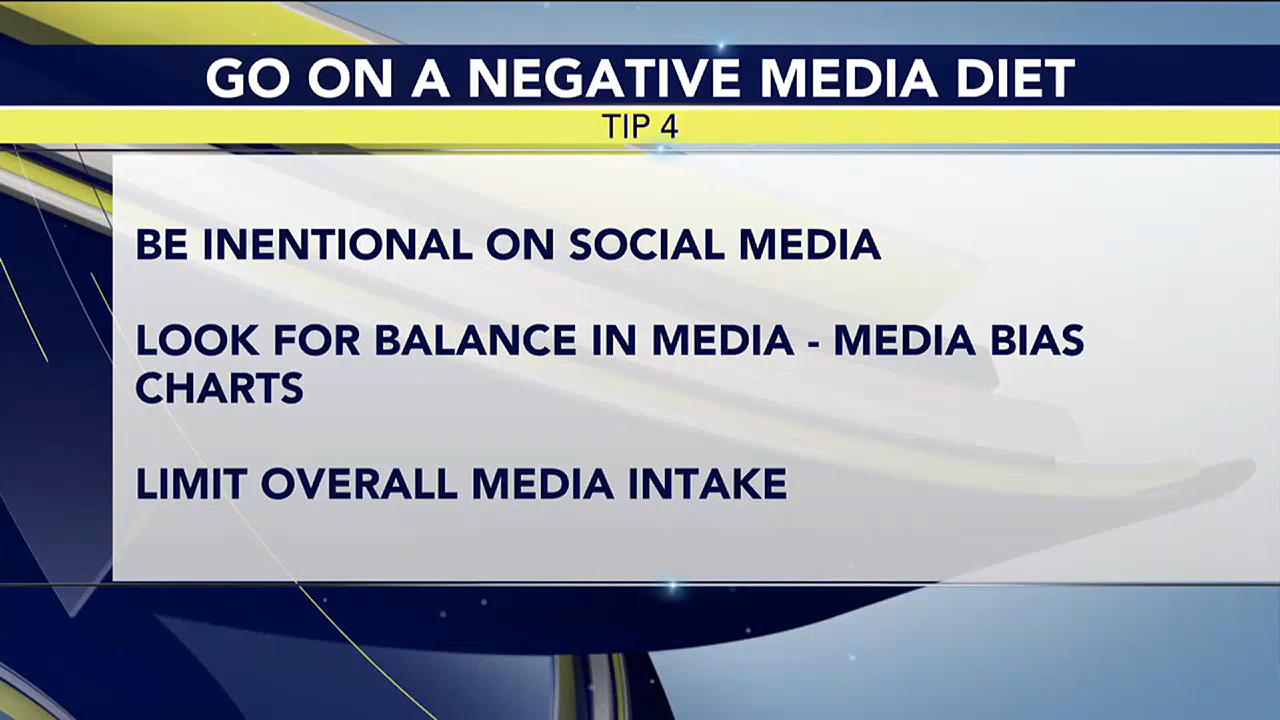 GO ON A NEGATIVE MEDIA DIET
TIP 4
BE INENTIONAL ON SOCIAL MEDIA
LOOK FOR BALANCE IN MEDIA - MEDIA BIAS
CHARTS
LIMIT OVERALL MEDIA INTAKE